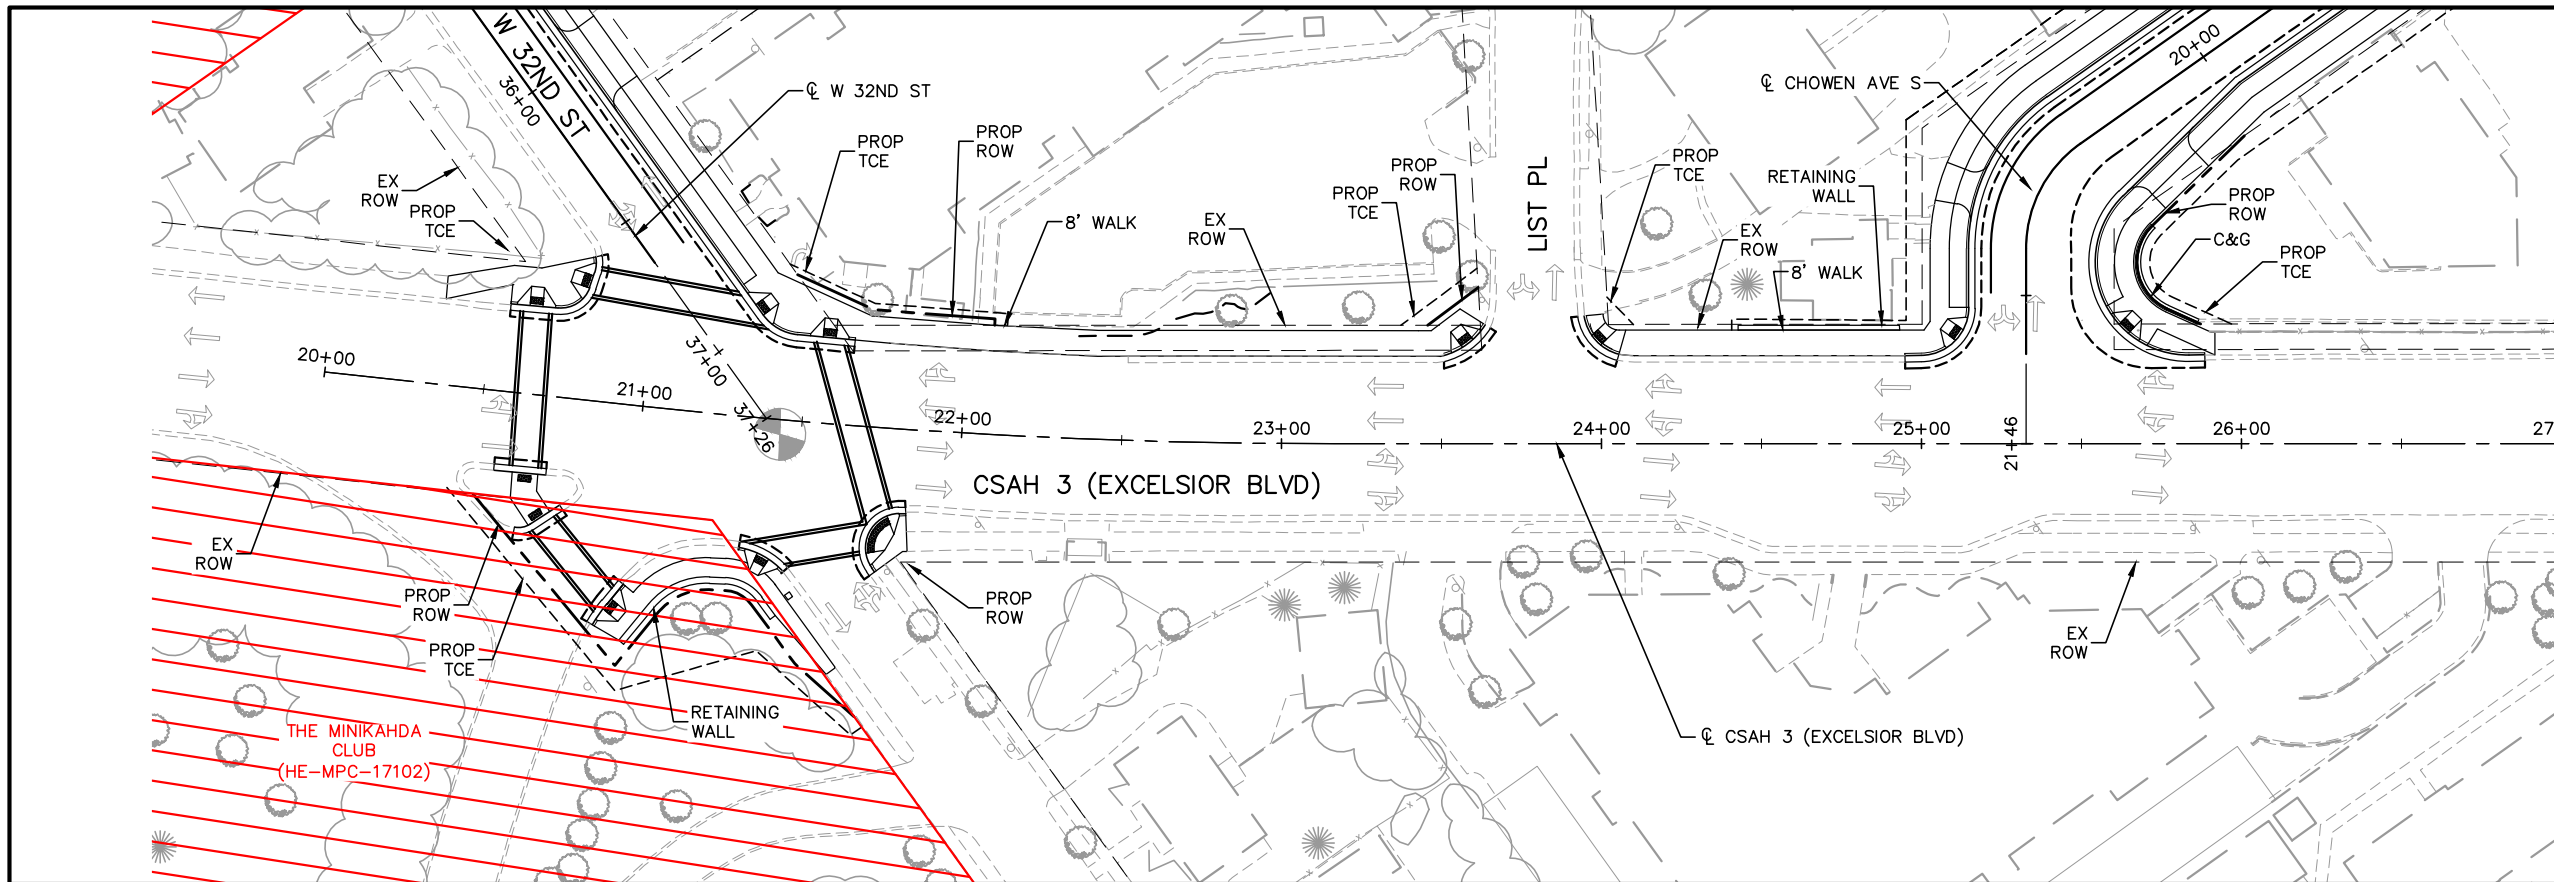 W 32ND ST
36+00
℄ W 32ND ST
PROP
TCE
PROP
ROW
EX
ROW
PROP
TCE
8' WALK
EX
ROW
PROP
TCE
PROP
ROW
LIST PL
PROP
TCE
RETAINING
WALL
EX
ROW
8' WALK
℄ CHOWEN AVE S
20+00
PROP
ROW
C&G
PROP
TCE
20+00
21+00
37+00
37+26
22+00
23+00
24+00
25+00
21+46
26+00
27
CSAH 3 (EXCELSIOR BLVD)
EX
ROW
PROP
ROW
PROP
TCE
PROP
ROW
EX
ROW
RETAINING
WALL
THE MINIKAHDA
CLUB
(HE-MPC-17102)
℄ CSAH 3 (EXCELSIOR BLVD)